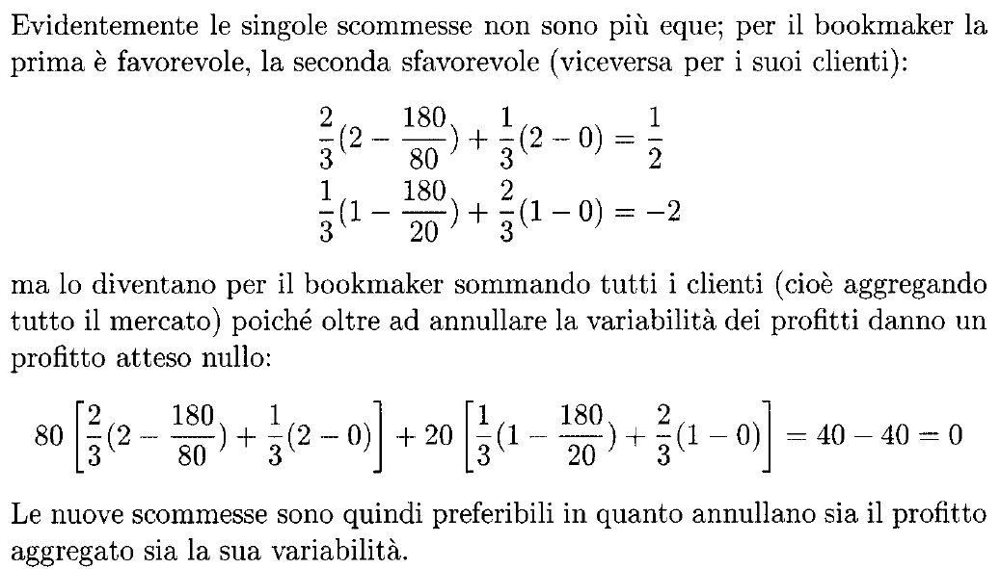 Evidentemente le singole scommesse non sono più eque; per il bookmaker la
prima è favorevole, la seconda sfavorevole (viceversa per i suoi clienti):
\frac{2}{3}(2 - \frac{180}{80}) + \frac{1}{3}(2 - 0) = \frac{1}{2}
\frac{1}{3}(1 - \frac{180}{20}) + \frac{2}{3}(1 - 0) = -2
ma lo diventano per il bookmaker sommando tutti i clienti (cioè aggregando
tutto il mercato) poiché oltre ad annullare la variabilità dei profitti danno un
profitto atteso nullo:
80 \left[ \frac{2}{3}(2 - \frac{180}{80}) + \frac{1}{3}(2 - 0) \right] + 20 \left[ \frac{1}{3}(1 - \frac{180}{20}) + \frac{2}{3}(1 - 0) \right] = 40 - 40 = 0
Le nuove scommesse sono quindi preferibili in quanto annullano sia il profitto
aggregato sia la sua variabilità.